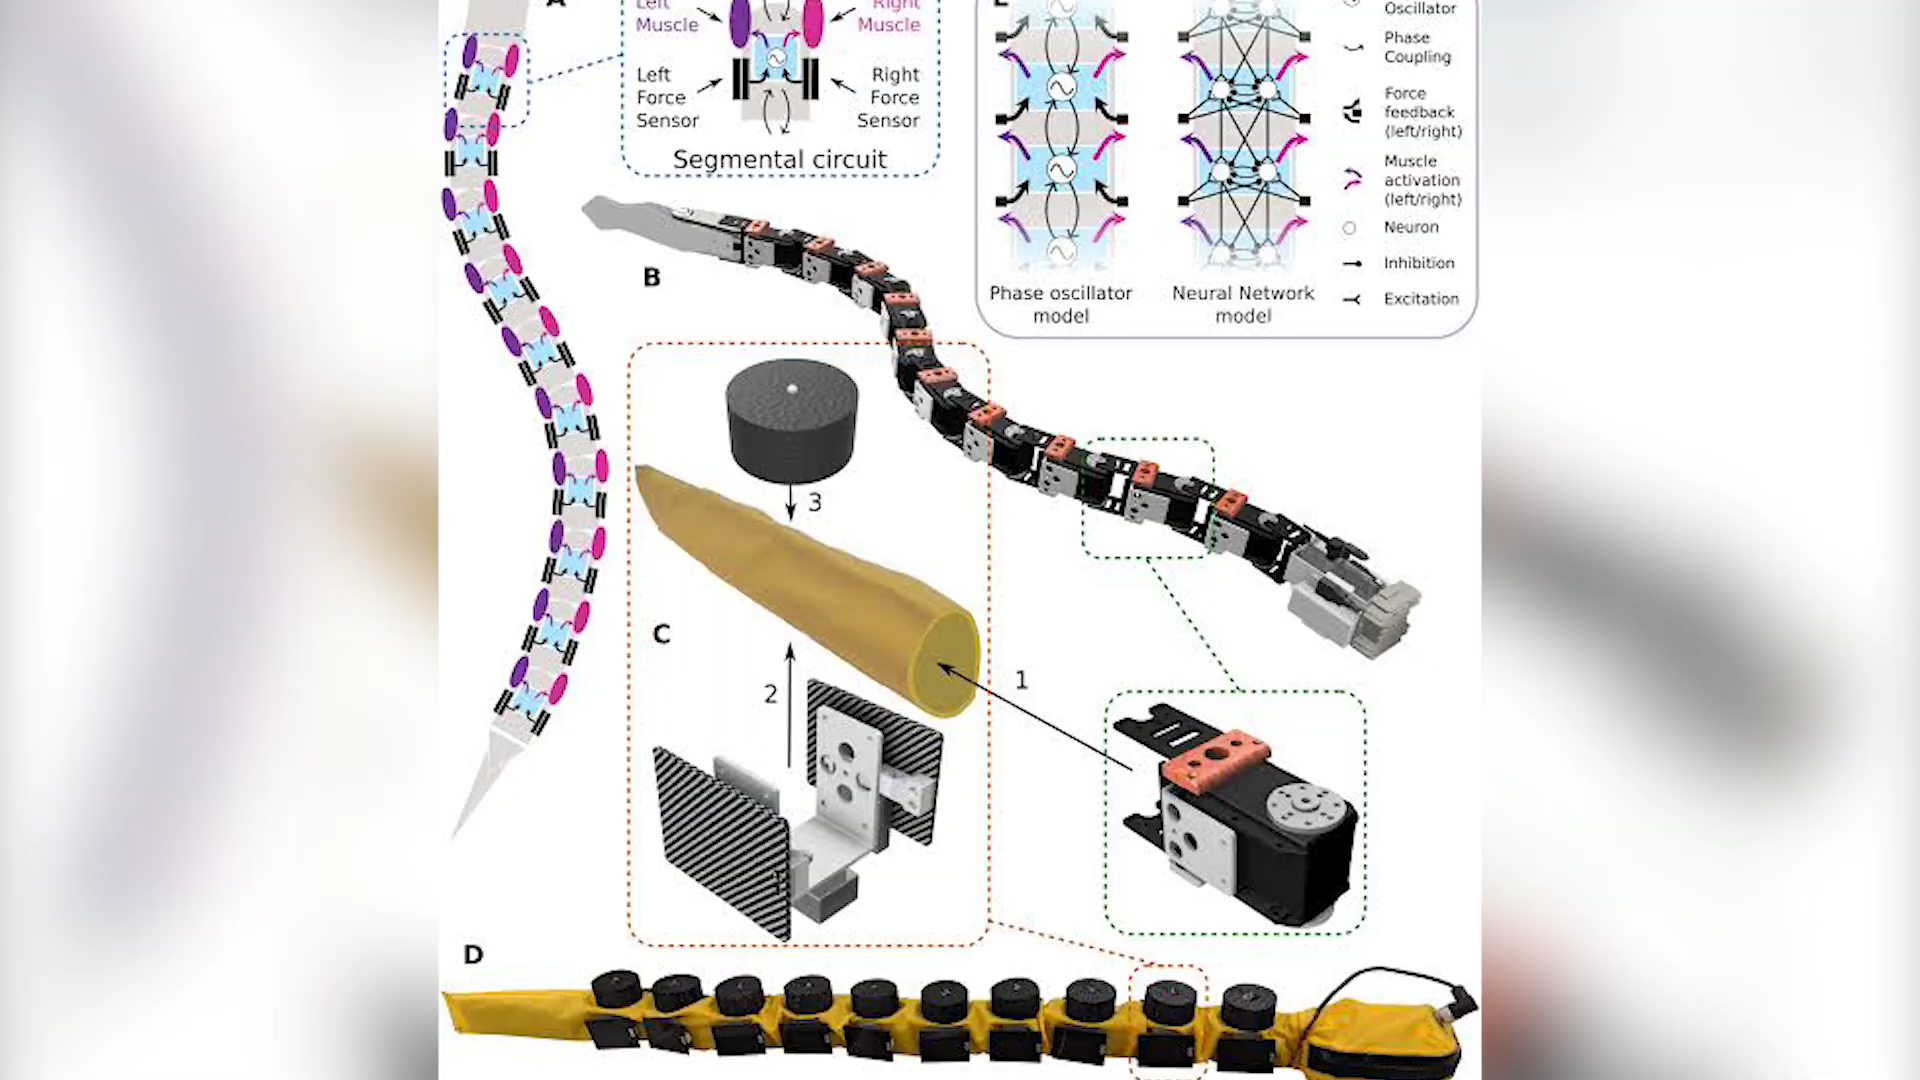 A
Left
Muscle
Right
Muscle
Left
Force
Sensor
Right
Force
Sensor
Segmental circuit
E
Oscillator
Phase
Coupling
Force
feedback
(left/right)
Muscle
activation
(left/right)
Neuron
Inhibition
Excitation
Phase oscillator
model
Neural Network
model
B
3
C
2
1
D